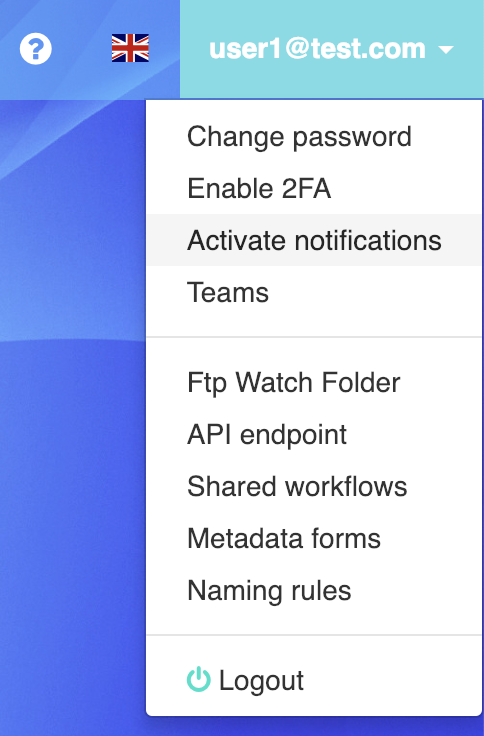 user1@test.com
Change password
Enable 2FA
Activate notifications
Teams
Ftp Watch Folder
API endpoint
Shared workflows
Metadata forms
Naming rules
Logout